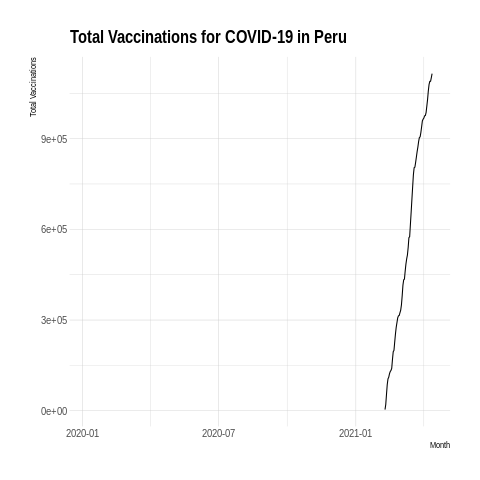 Total Vaccinations for COVID-19 in Peru
Total Vaccinations
9e+05
6e+05
3e+05
0e+00
2020-01 2020-07 2021-01
Month